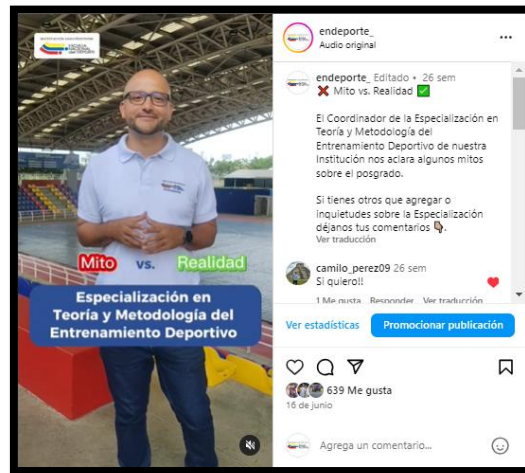 ESCUELA
NACIONAL
DEL DEPORTE
Mito vs. Realidad
Especialización en
Teoría y Metodología del
Entrenamiento Deportivo
endeporte_
Audio original
endeporte_ Editado • 26 sem
❌ Mito vs. Realidad ✅
El Coordinador de la Especialización en
Teoría y Metodología del
Entrenamiento Deportivo de nuestra
Institución nos aclara algunos mitos
sobre el posgrado.
Si tienes otros que agregar o
inquietudes sobre la Especialización
déjanos tus comentarios 👇🏽.
Ver traducción
camilo_perez09 26 sem
Si quiero!!
1 Me gusta Responder Ver traducción
Ver estadísticas Promocionar publicación
639 Me gusta
16 de junio
Agrega un comentario...